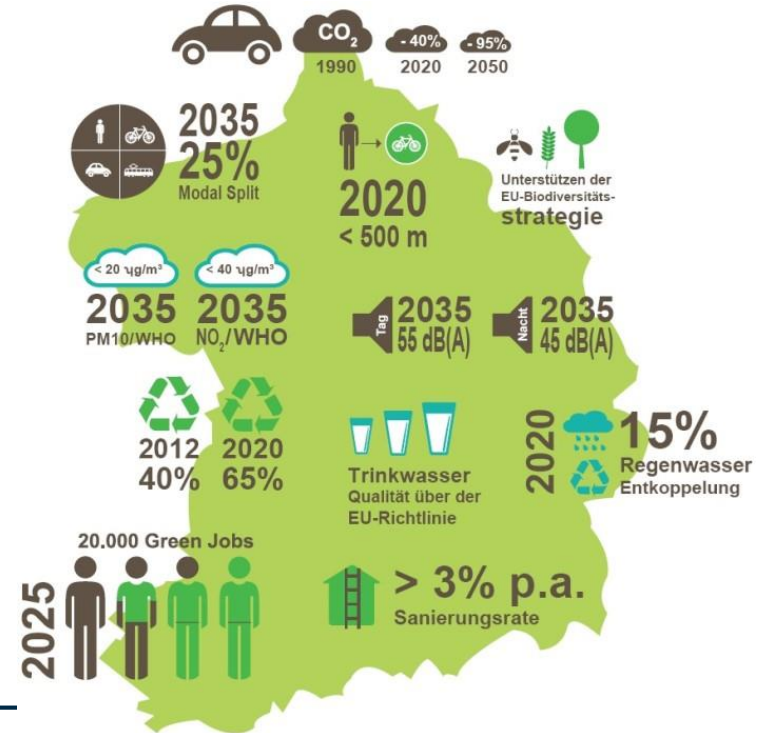 CO₂
- 40%
- 95%
1990
2020
2050
2035
25%
Modal Split
2020
< 500 m
Unterstützen der
EU-Biodiversitäts-
strategie
< 20 ɥg/m³
< 40 ɥg/m³
2035
PM10/WHO
2035
NO₂/WHO
Tag
2035
55 dB(A)
Nacht
2035
45 dB(A)
2012
40%
2020
65%
Trinkwasser
Qualität über der
EU-Richtlinie
2020
15%
Regenwasser
Entkoppelung
20.000 Green Jobs
2025
> 3% p.a.
Sanierungsrate